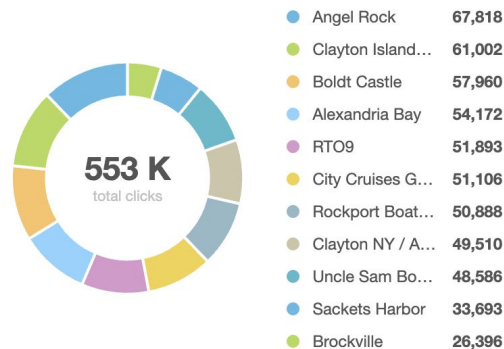 553 K
total clicks
Angel Rock 67,818
Clayton Island... 61,002
Boldt Castle 57,960
Alexandria Bay 54,172
RTO9 51,893
City Cruises G... 51,106
Rockport Boat... 50,888
Clayton NY / A... 49,510
Uncle Sam Bo... 48,586
Sackets Harbor 33,693
Brockville 26,396